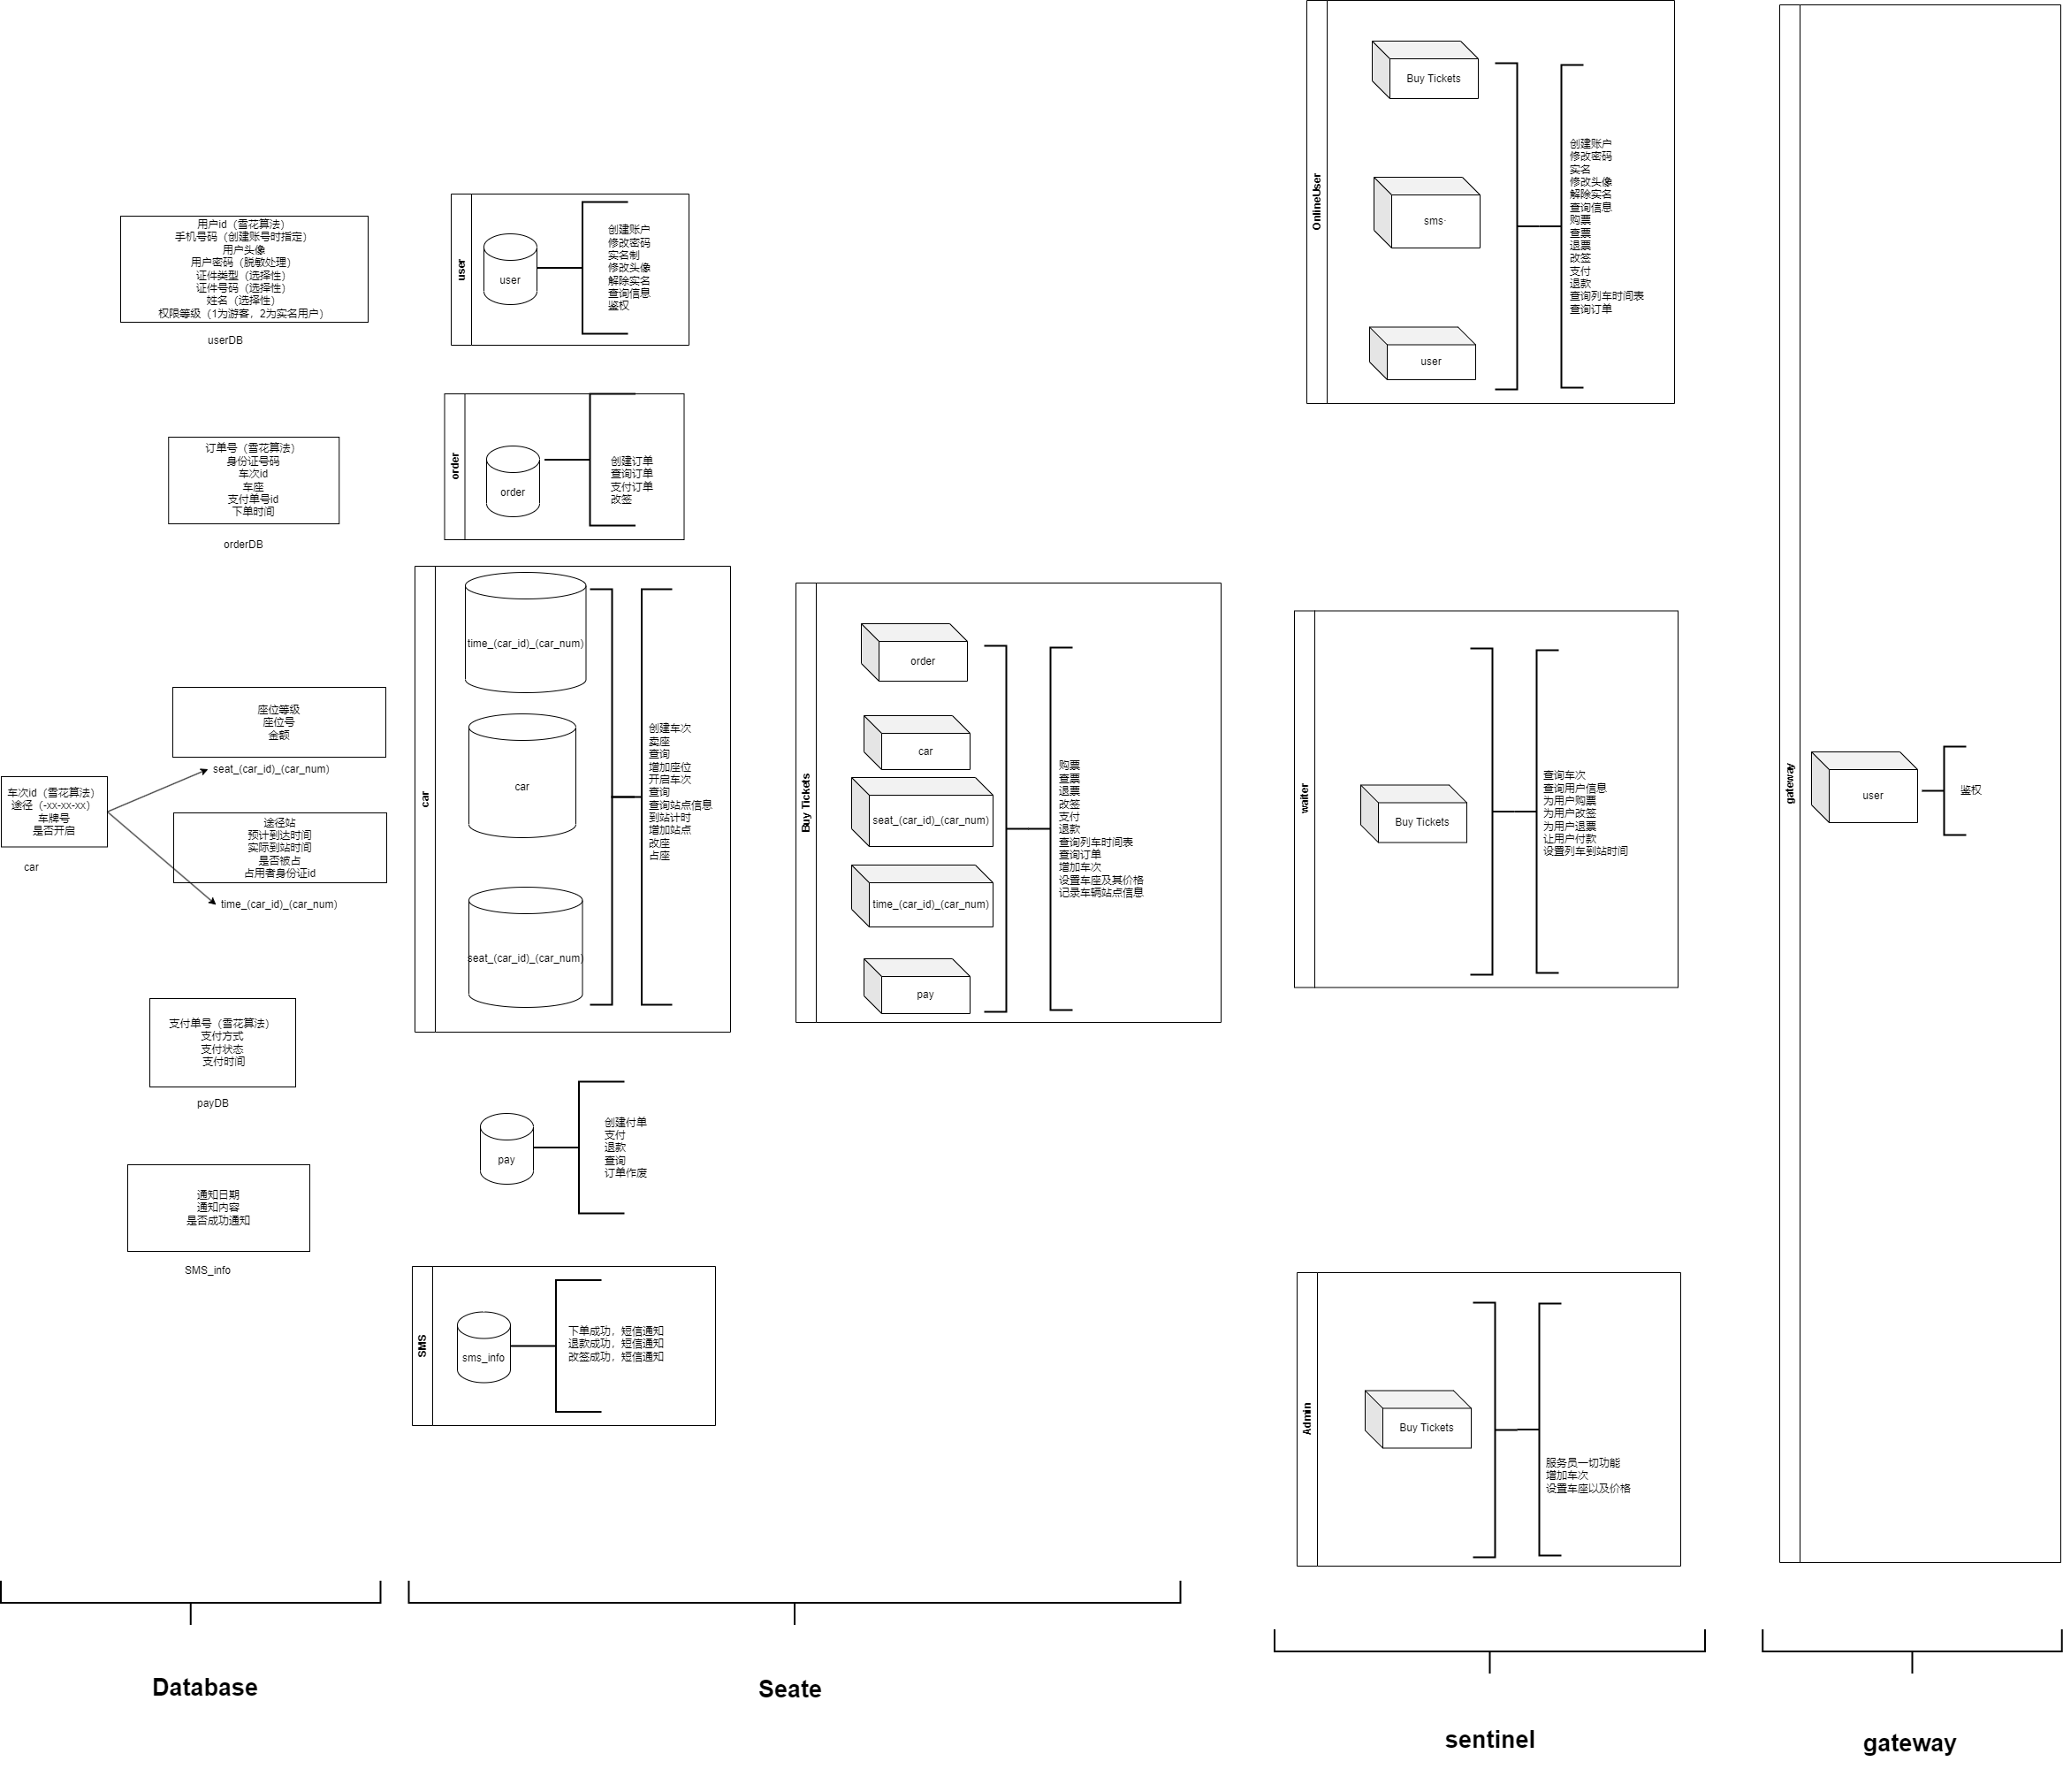 用户id（雪花算法）
手机号码（创建账号时指定）
用户头像
用户密码（脱敏处理）
证件类型（选择性）
证件号码（选择性）
姓名（选择性）
权限等级（1为游客，2为实名用户）
userDB
订单号（雪花算法）
身份证号码
车次id
车座
支付单号id
下单时间
orderDB
座位等级
座位号
金额
seat_(car_id)_(car_num)
车次id（雪花算法）
途径（-xx-xx-xx）
车牌号
是否开启
car
途径站
预计到达时间
实际到站时间
是否被占
占用者身份证id
time_(car_id)_(car_num)
支付单号（雪花算法）
支付方式
支付状态
支付时间
payDB
通知日期
通知内容
是否成功通知
SMS_info
Database
user
user
创建账户
修改密码
实名制
修改头像
解除实名
查询信息
鉴权
order
order
创建订单
查询订单
支付订单
改签
car
time_(car_id)_(car_num)
car
seat_(car_id)_(car_num)
创建车次
卖座
查询
增加座位
开启车次
查询
查询站点信息
到站计时
增加站点
改座
占座
pay
创建付单
支付
退款
查询
订单作废
SMS
sms_info
下单成功，短信通知
退款成功，短信通知
改签成功，短信通知
Buy Tickets
order
car
seat_(car_id)_(car_num)
time_(car_id)_(car_num)
pay
购票
查票
退票
改签
支付
退款
查询列车时间表
查询订单
增加车次
设置车座及其价格
记录车辆站点信息
Seate
OnlineUser
Buy Tickets
sms·
user
创建账户
修改密码
实名
修改头像
解除实名
查询信息
购票
查票
退票
改签
支付
退款
查询列车时间表
查询订单
waiter
Buy Tickets
查询车次
查询用户信息
为用户购票
为用户改签
为用户退票
让用户付款
设置列车到站时间
Admin
Buy Tickets
服务员一切功能
增加车次
设置车座以及价格
sentinel
gateway
user
鉴权
gateway